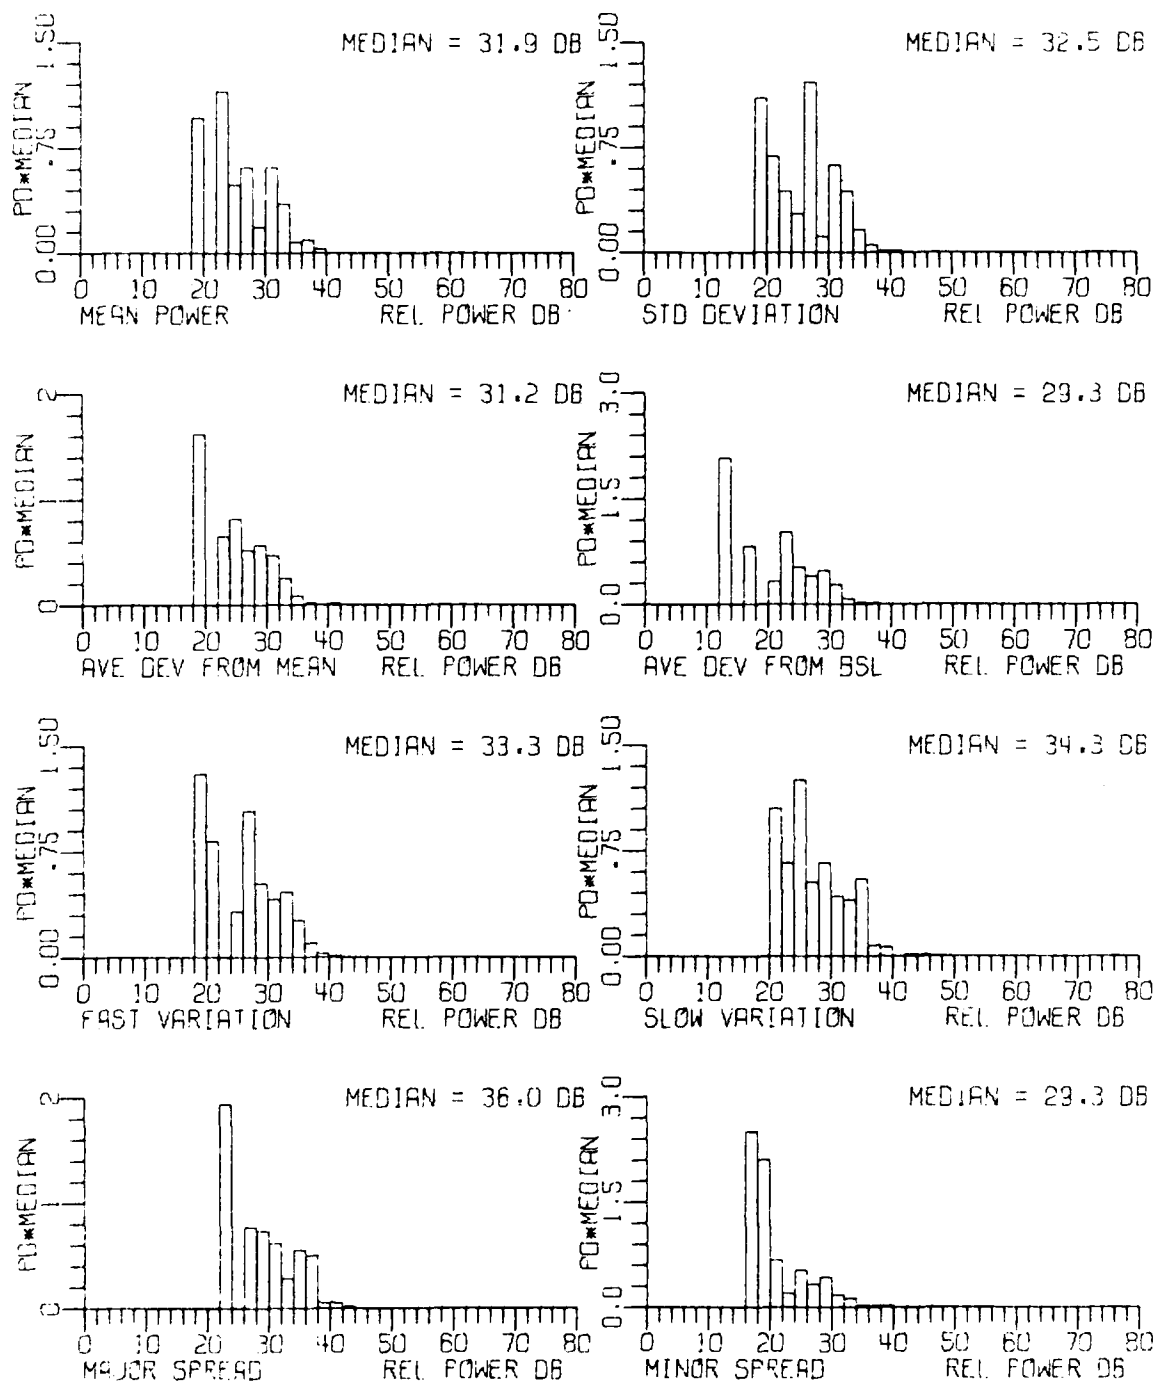 MEDIAN = 31.9 DB
PD*MEDIAN
0.00 .75 1.50
0 10 20 30 40 50 60 70 80
MEAN POWER REL POWER DB
MEDIAN = 32.5 DB
PD*MEDIAN
0.00 .75 1.50
0 10 20 30 40 50 60 70 80
STD DEVIATION REL POWER DB
MEDIAN = 31.2 DB
PD*MEDIAN
0 1 2
0 10 20 30 40 50 60 70 80
AVE DEV FROM MEAN REL POWER DB
MEDIAN = 29.3 DB
PD*MEDIAN
0.0 1.5 3.0
0 10 20 30 40 50 60 70 80
AVE DEV FROM BSL REL POWER DB
MEDIAN = 33.3 DB
PD*MEDIAN
0.00 .75 1.50
0 10 20 30 40 50 60 70 80
FAST VARIATION REL POWER DB
MEDIAN = 34.3 DB
PD*MEDIAN
0.00 .75 1.50
0 10 20 30 40 50 60 70 80
SLOW VARIATION REL POWER DB
MEDIAN = 36.0 DB
PD*MEDIAN
0 1 2
0 10 20 30 40 50 60 70 80
MAJOR SPREAD REL POWER DB
MEDIAN = 29.3 DB
PD*MEDIAN
0.0 1.5 3.0
0 10 20 30 40 50 60 70 80
MINOR SPREAD REL POWER DB